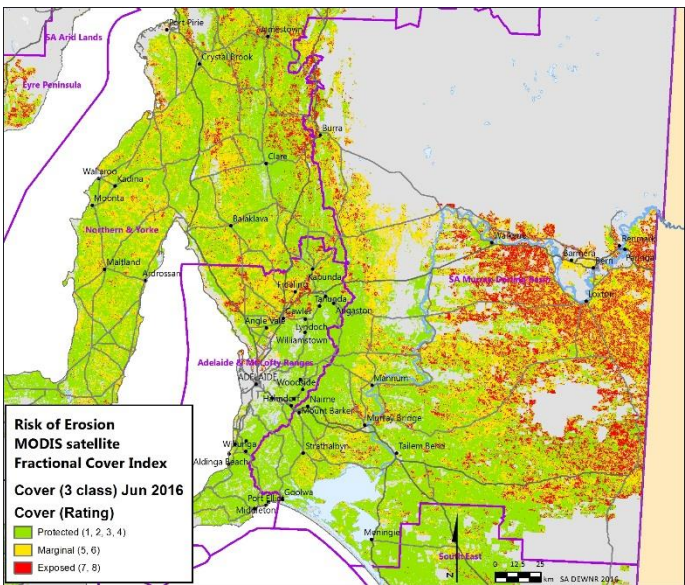 Port Pirie
Jamestown
SA Arid Lands
Crystal Brook
Eyre Peninsula
Burra
Clare
Wallaroo
Kadina
Moonta
Balaklava
Northern & Yorke
Waikerie
Renmark
Barmera
Berri
Paringa
Maitland
Ardrossan
Kapunda
SA Murray Darling Basin
Freeling
Loxton
Tanunda
Gawler
Angaston
Angle Vale
Lyndoch
Williamstown
Adelaide & Mt Lofty Ranges
ADELAIDE
Woodside
Mannum
Hahndorf
Nairne
Mount Barker
Murray Bridge
Willunga
Strathalbyn
Tailem Bend
Aldinga Beach
Goolwa
Port Elliot
Middleton
Meningie
South East
Risk of Erosion
MODIS satellite
Fractional Cover Index
Cover (3 class) Jun 2016
Cover (Rating)
Protected (1, 2, 3, 4)
Marginal (5, 6)
Exposed (7, 8)
N
0 12.5 25
km SA DEWNR 2016